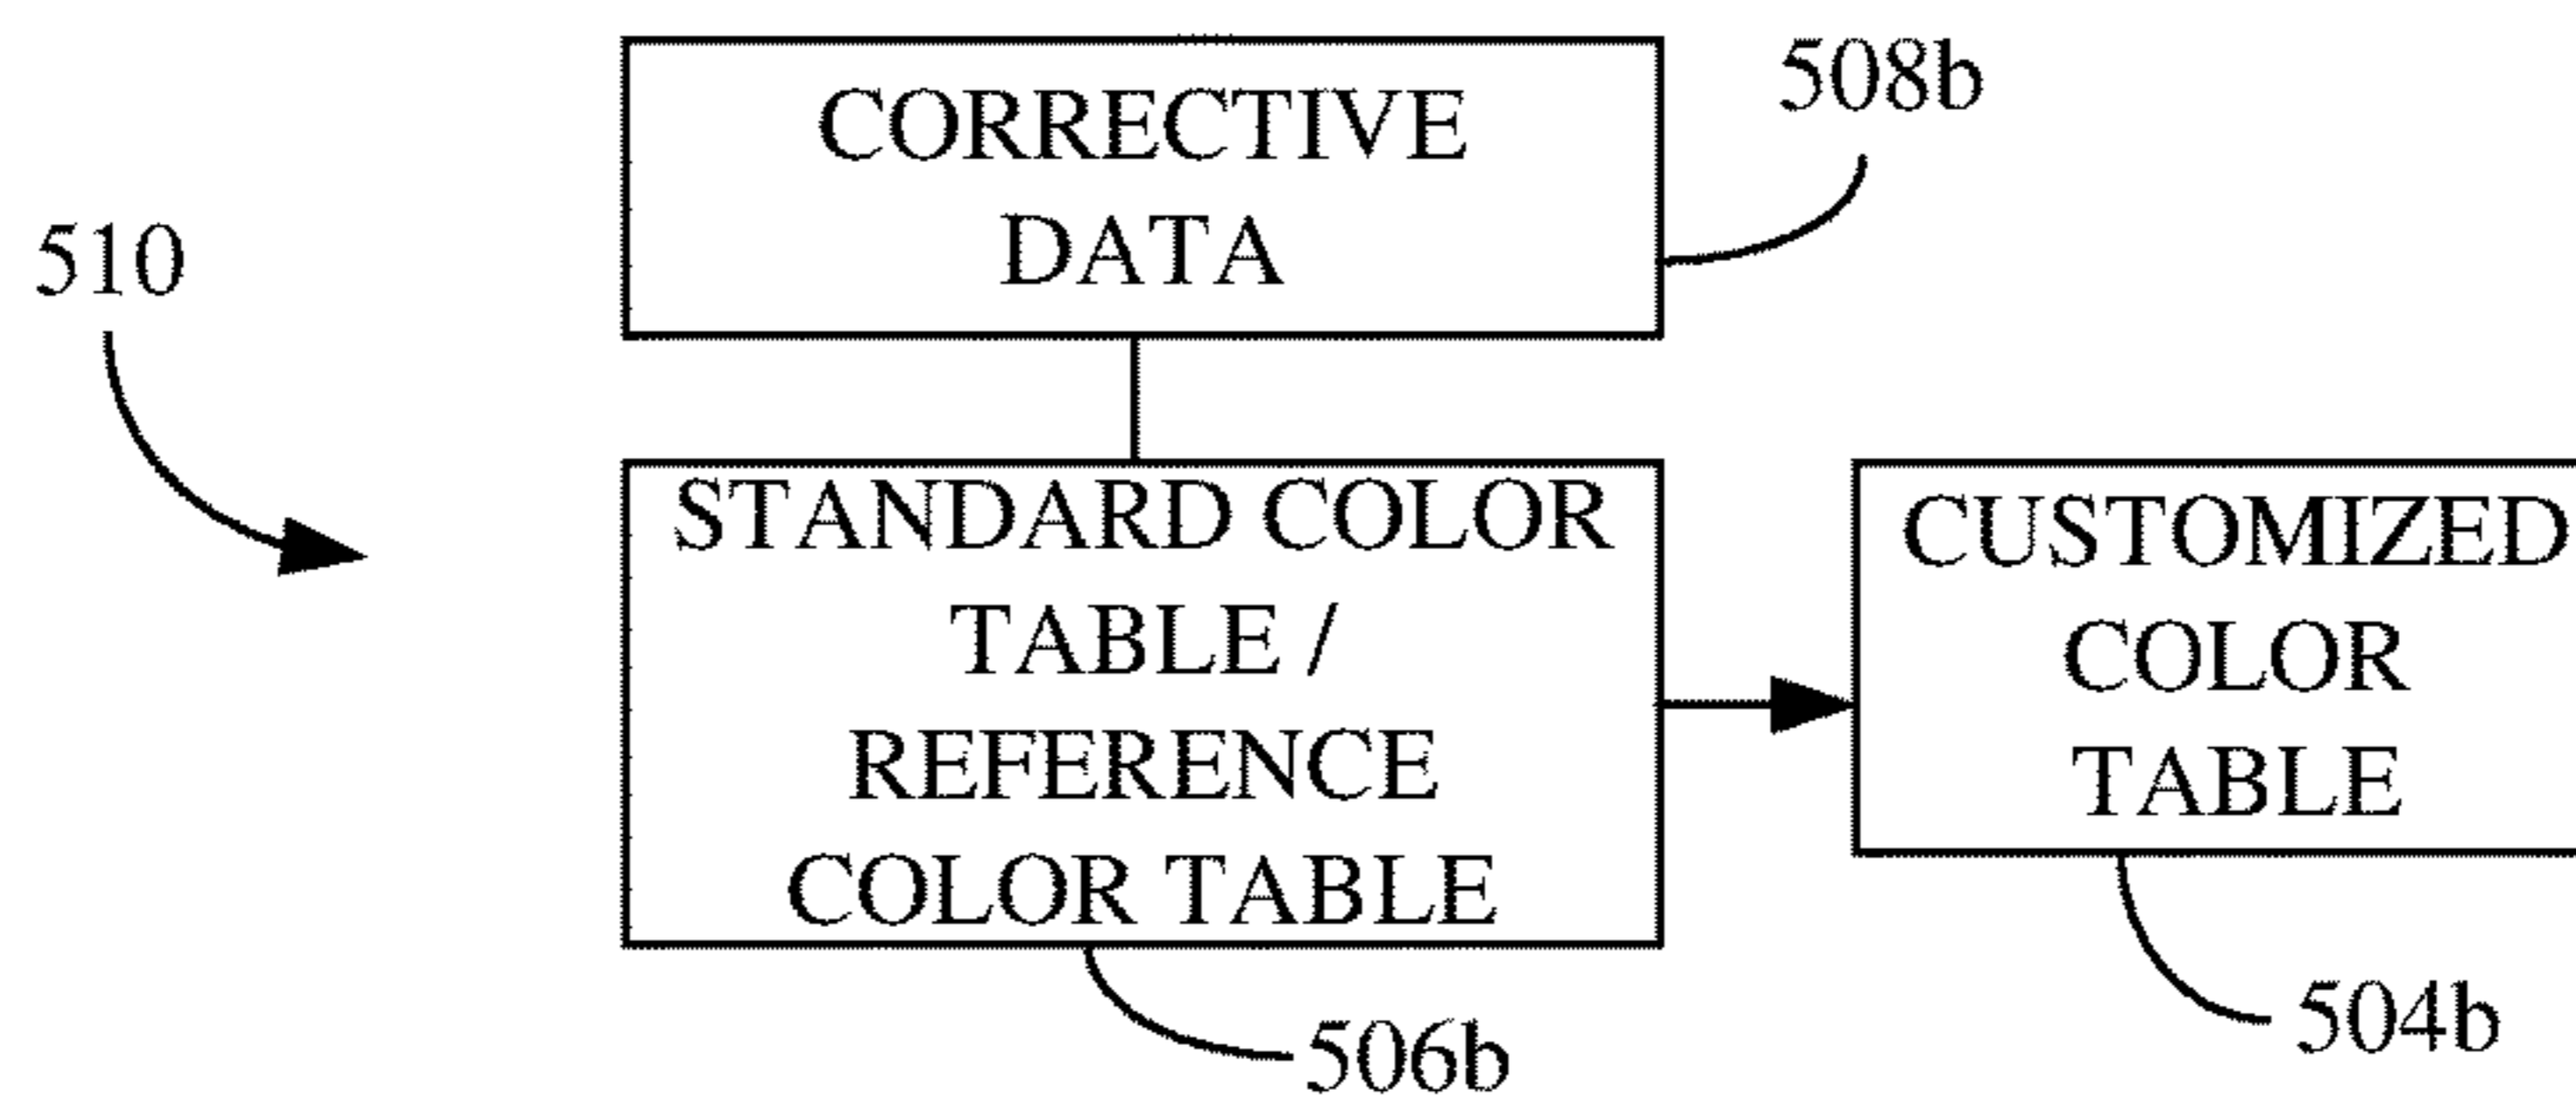 508b
CORRECTIVE
DATA
510
STANDARD COLOR
TABLE /
REFERENCE
COLOR TABLE
CUSTOMIZED
COLOR
TABLE
506b
504b